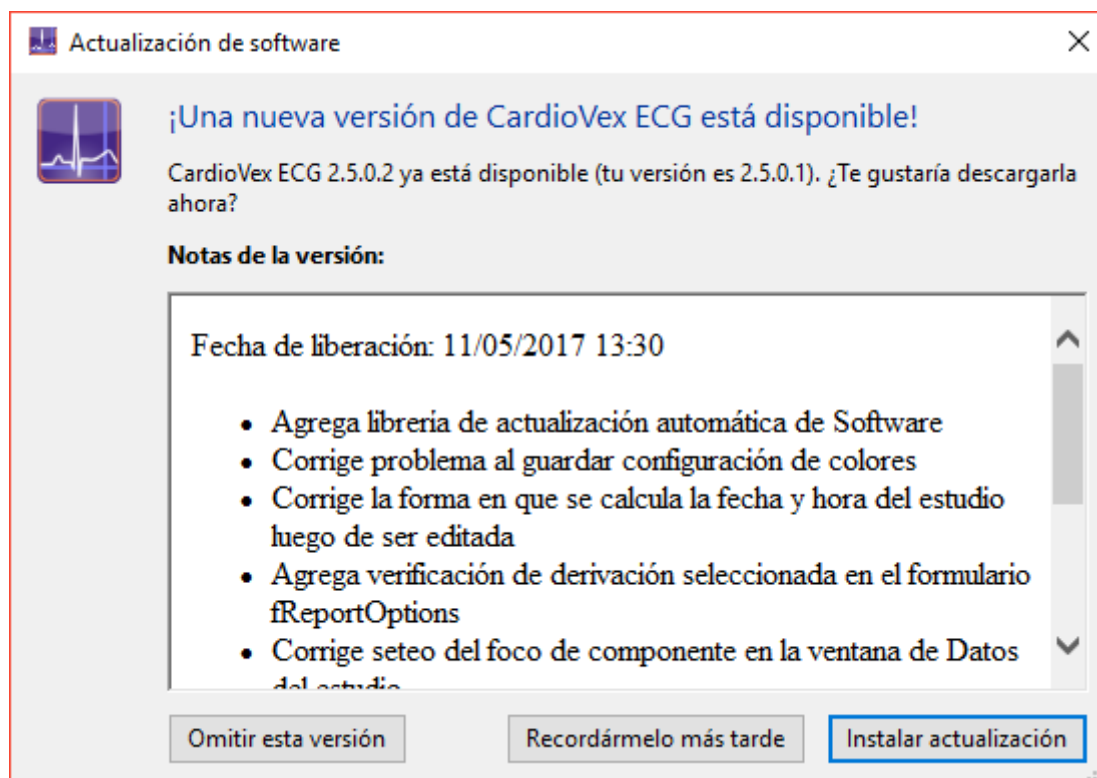 Actualización de software
¡Una nueva versión de CardioVex ECG está disponible!
CardioVex ECG 2.5.0.2 ya está disponible (tu versión es 2.5.0.1). ¿Te gustaría descargarla
ahora?
Notas de la versión:
Fecha de liberación: 11/05/2017 13:30
• Agrega librería de actualización automática de Software
• Corrige problema al guardar configuración de colores
• Corrige la forma en que se calcula la fecha y hora del estudio
luego de ser editada
• Agrega verificación de derivación seleccionada en el formulario
fReportOptions
• Corrige seteo del foco de componente en la ventana de Datos
del estudio
Omitir esta versión
Recordármelo más tarde
Instalar actualización